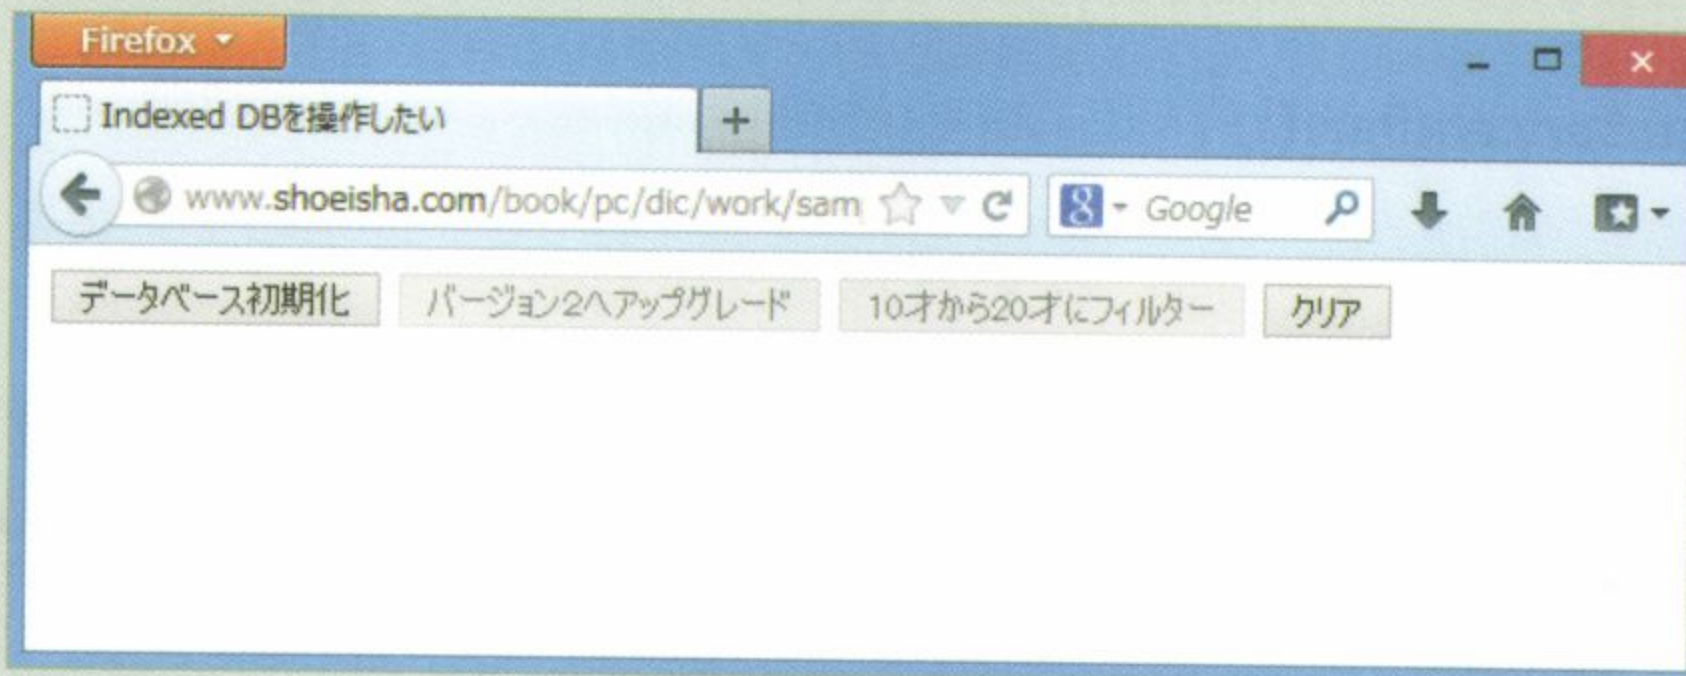 Firefox
Indexed DBを操作したい
www.shoeisha.com/book/pc/dic/work/sam
Google
データベース初期化 バージョン2へアップグレード 10才から20才にフィルター クリア